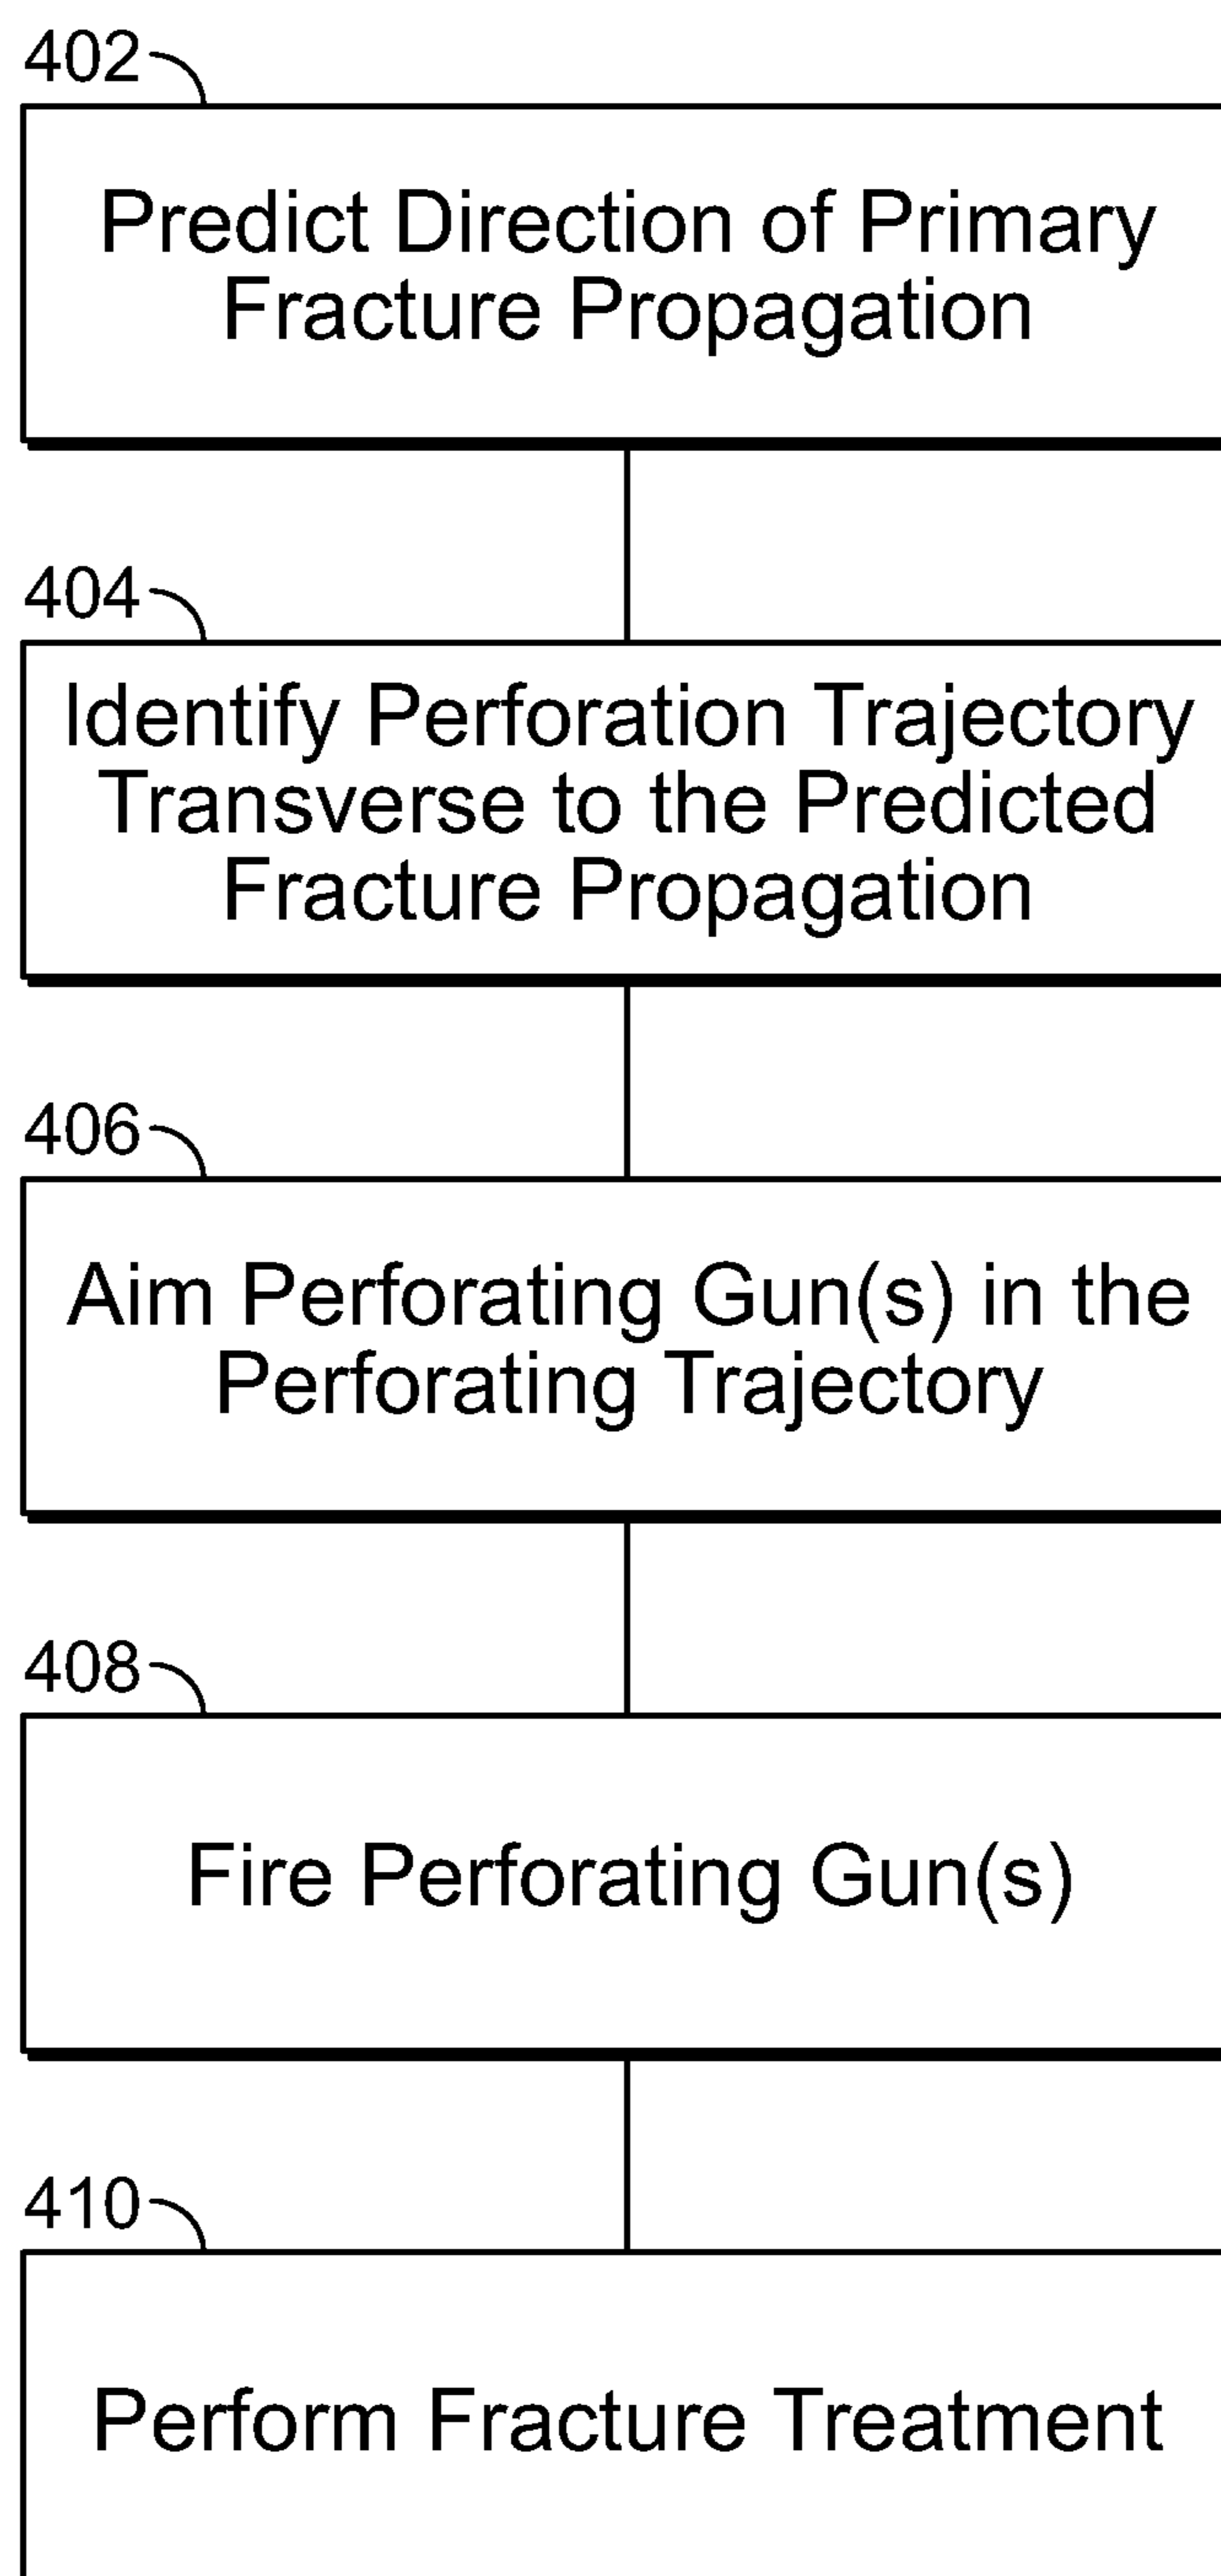 402
Predict Direction of Primary
Fracture Propagation
404
Identify Perforation Trajectory
Transverse to the Predicted
Fracture Propagation
406
Aim Perforating Gun(s) in the
Perforating Trajectory
408
Fire Perforating Gun(s)
410
Perform Fracture Treatment